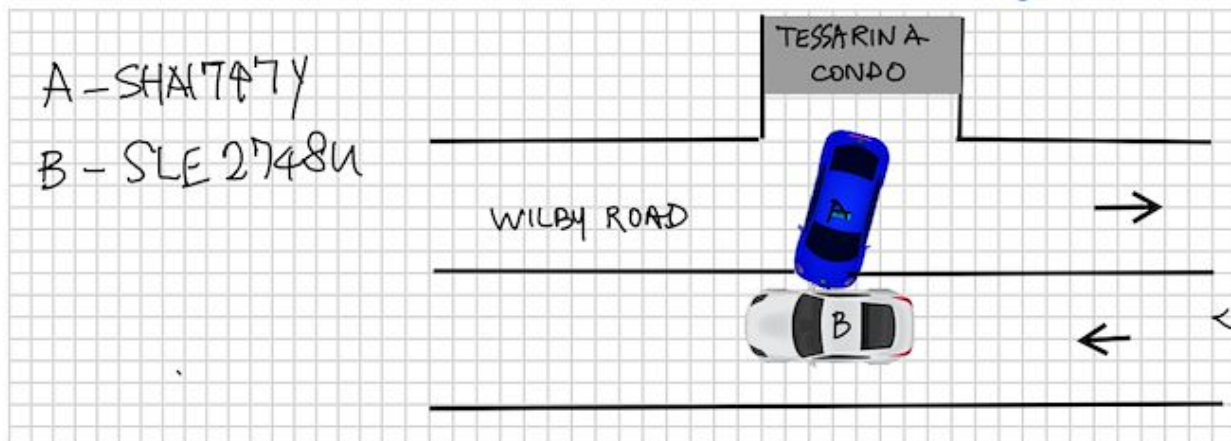 TESSARINA
CONDO
A - SHA1747Y
B - SLE2748U
WILBY ROAD
A
B